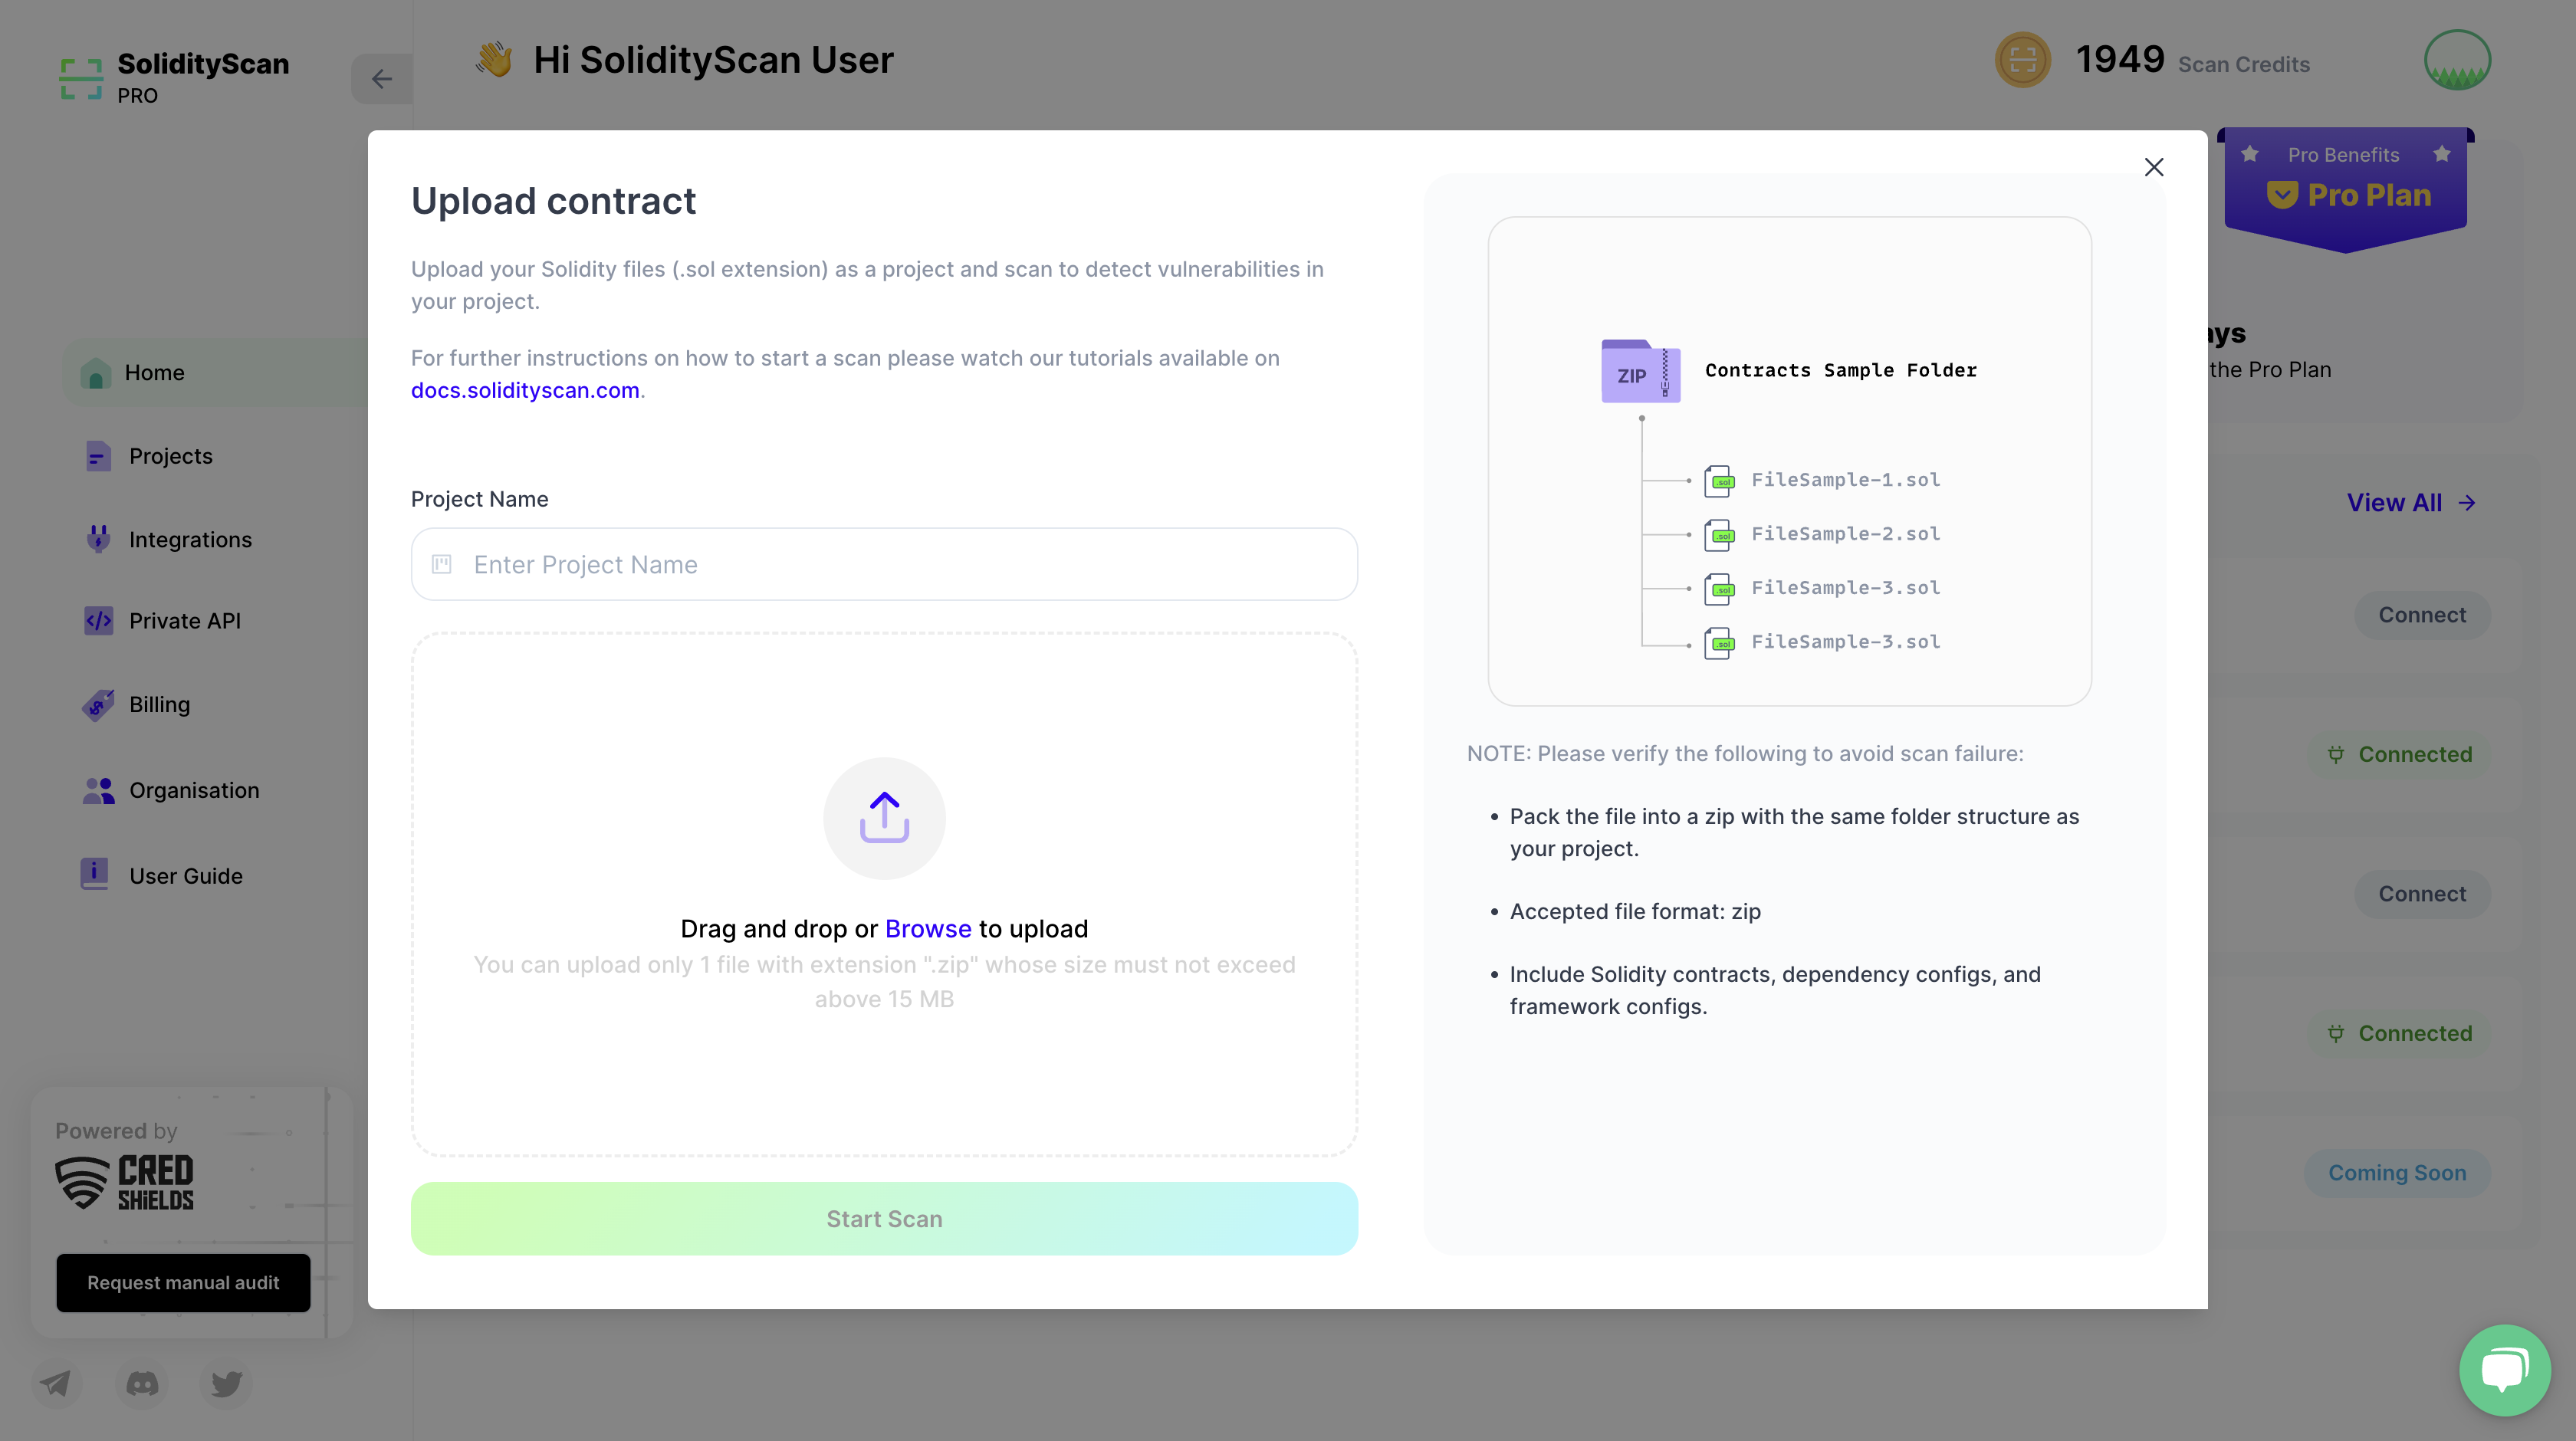 SolidityScan
PRO
Hi SolidityScan User
1949 Scan Credits
Pro Benefits
Pro Plan
ays
the Pro Plan
Home
Projects
Integrations
Private API
Billing
Organisation
User Guide
Powered by
CRED
SHiELDS
Request manual audit
Upload contract
Upload your Solidity files (.sol extension) as a project and scan to detect vulnerabilities in
your project.
For further instructions on how to start a scan please watch our tutorials available on
docs.solidityscan.com.
Project Name
Enter Project Name
Drag and drop or Browse to upload
You can upload only 1 file with extension ".zip" whose size must not exceed
above 15 MB
Start Scan
ZIP
Contracts Sample Folder
.sol FileSample-1.sol
.sol FileSample-2.sol
.sol FileSample-3.sol
.sol FileSample-3.sol
NOTE: Please verify the following to avoid scan failure:
• Pack the file into a zip with the same folder structure as
your project.
• Accepted file format: zip
• Include Solidity contracts, dependency configs, and
framework configs.
View All
Connect
Connected
Connect
Connected
Coming Soon